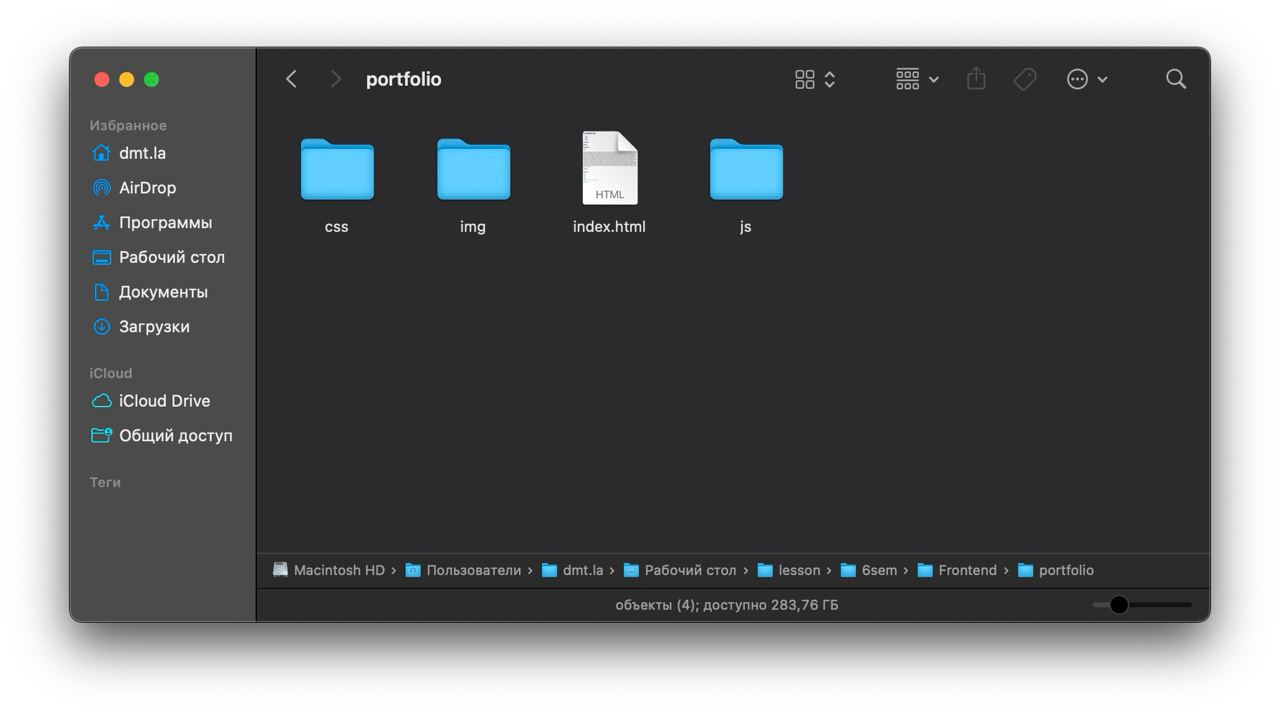 portfolio
Избранное
dmt.la
AirDrop
Программы
Рабочий стол
Документы
Загрузки
iCloud
iCloud Drive
Общий доступ
Теги
css
img
HTML
index.html
js
Macintosh HD › Пользователи › dmt.la › Рабочий стол › lesson › 6sem › Frontend › portfolio
объекты (4); доступно 283,76 ГБ